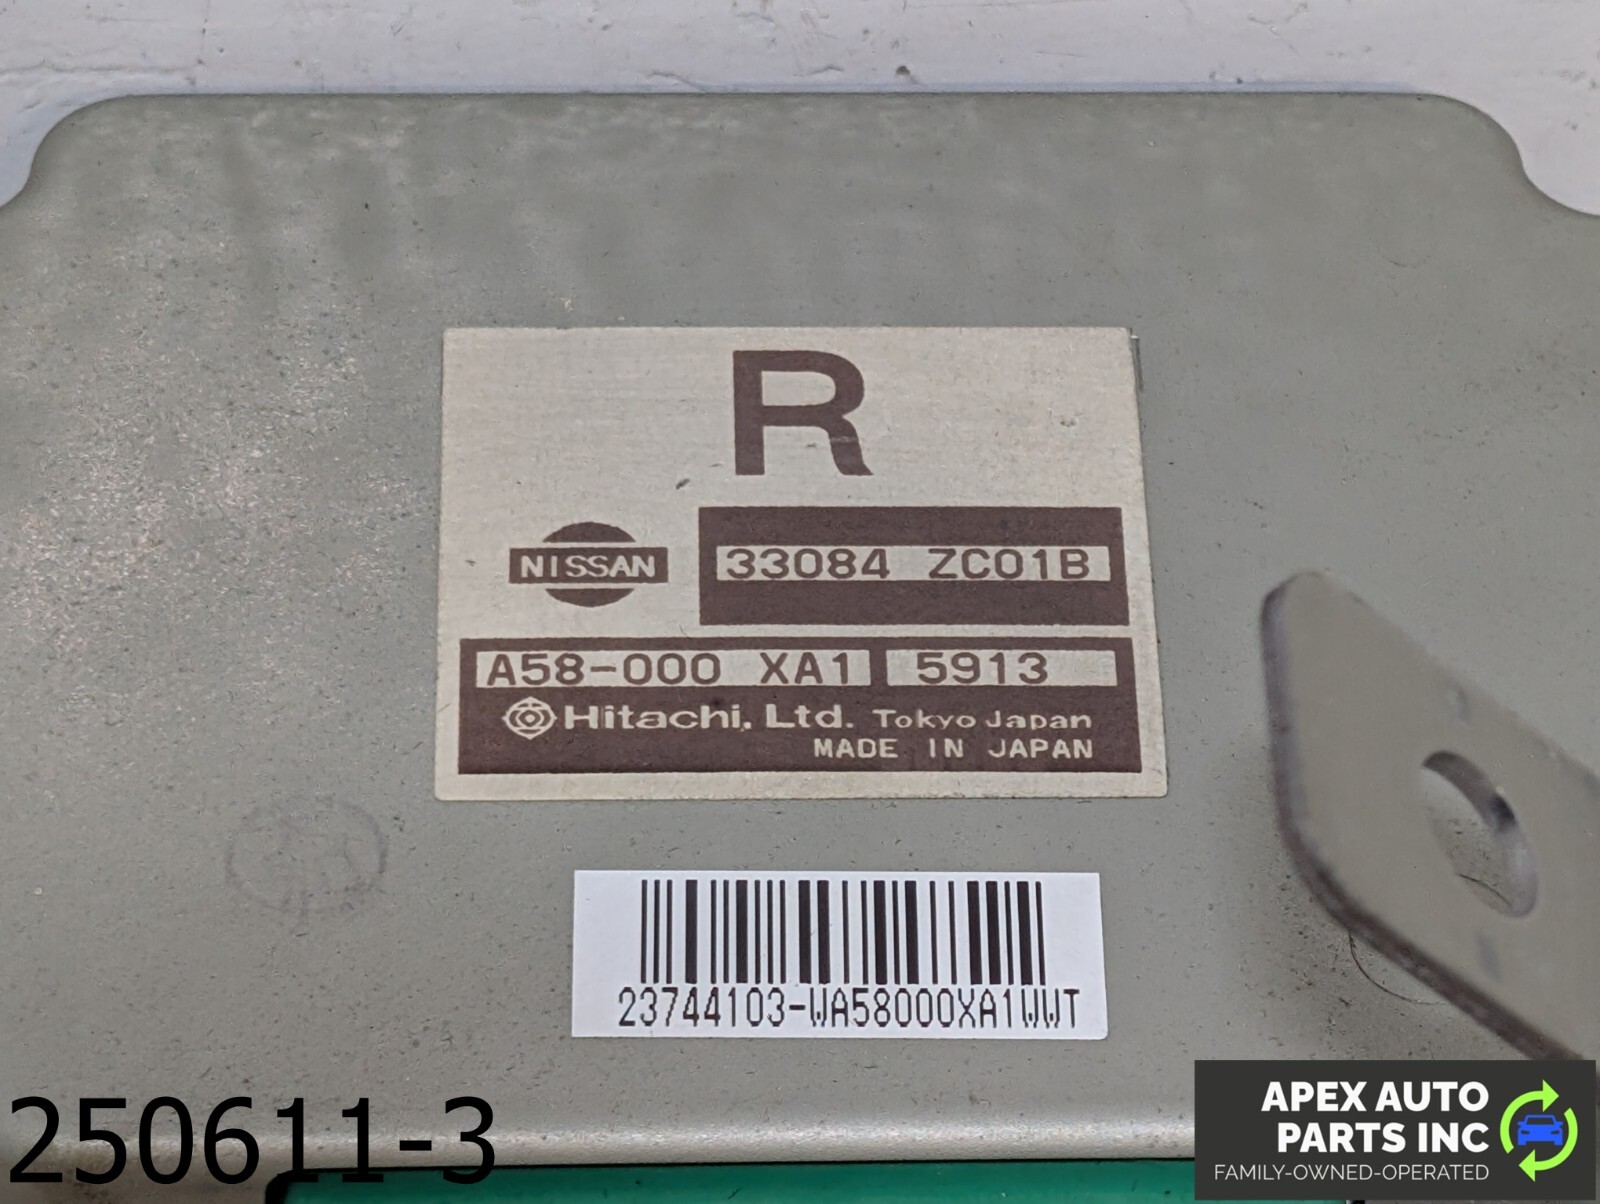 R
NISSAN
33084 ZC01B
A58-000 XA1 5913
Hitachi, Ltd. Tokyo Japan
MADE IN JAPAN
23744103-WA58000XA1WWT
250611-3
APEX AUTO
PARTS INC
FAMILY-OWNED-OPERATED